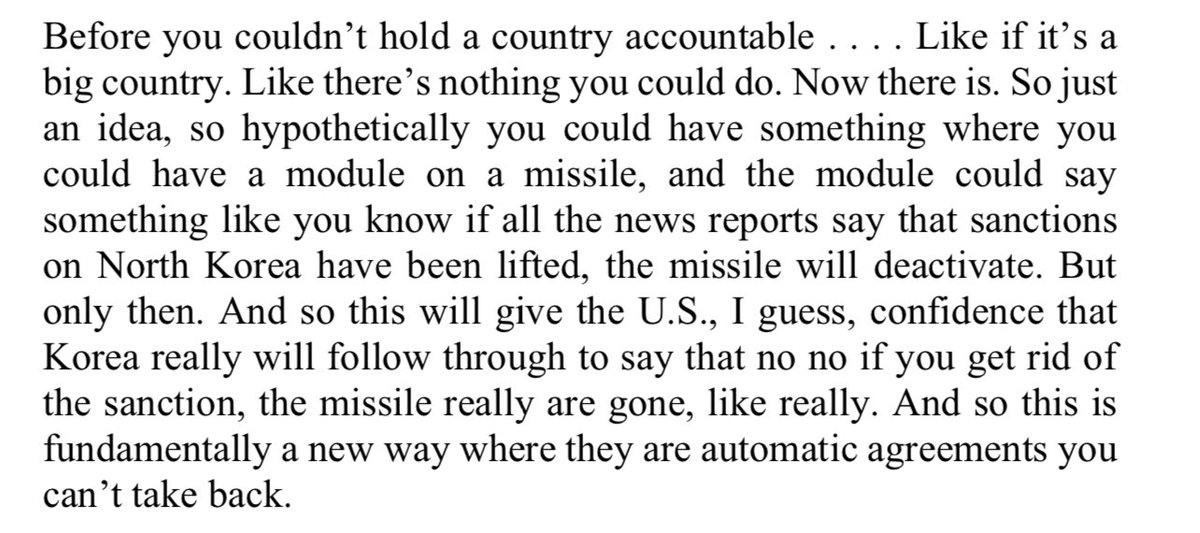 Before you couldn’t hold a country accountable . . . . Like if it’s a
big country. Like there’s nothing you could do. Now there is. So just
an idea, so hypothetically you could have something where you
could have a module on a missile, and the module could say
something like you know if all the news reports say that sanctions
on North Korea have been lifted, the missile will deactivate. But
only then. And so this will give the U.S., I guess, confidence that
Korea really will follow through to say that no no if you get rid of
the sanction, the missile really are gone, like really. And so this is
fundamentally a new way where they are automatic agreements you
can’t take back.